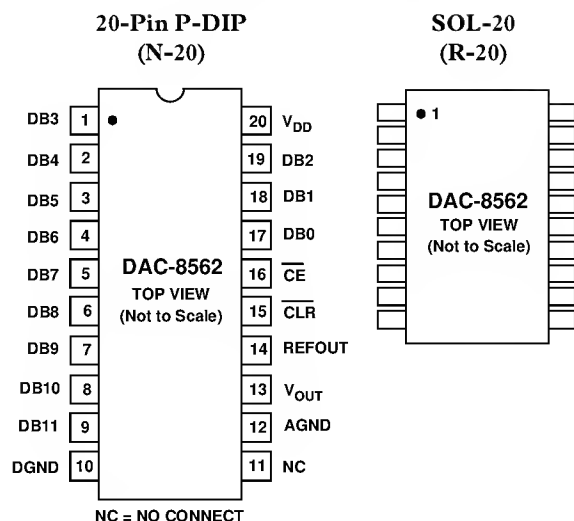 20-Pin P-DIP
(N-20)
DB3 1 20 VDD
DB4 2 19 DB2
DB5 3 18 DB1
DB6 4 17 DB0
DB7 5 16 CE
DB8 6 15 CLR
DB9 7 14 REFOUT
DB10 8 13 VOUT
DB11 9 12 AGND
DGND 10 11 NC
DAC-8562
TOP VIEW
(Not to Scale)
NC = NO CONNECT
SOL-20
(R-20)
1
DAC-8562
TOP VIEW
(Not to Scale)